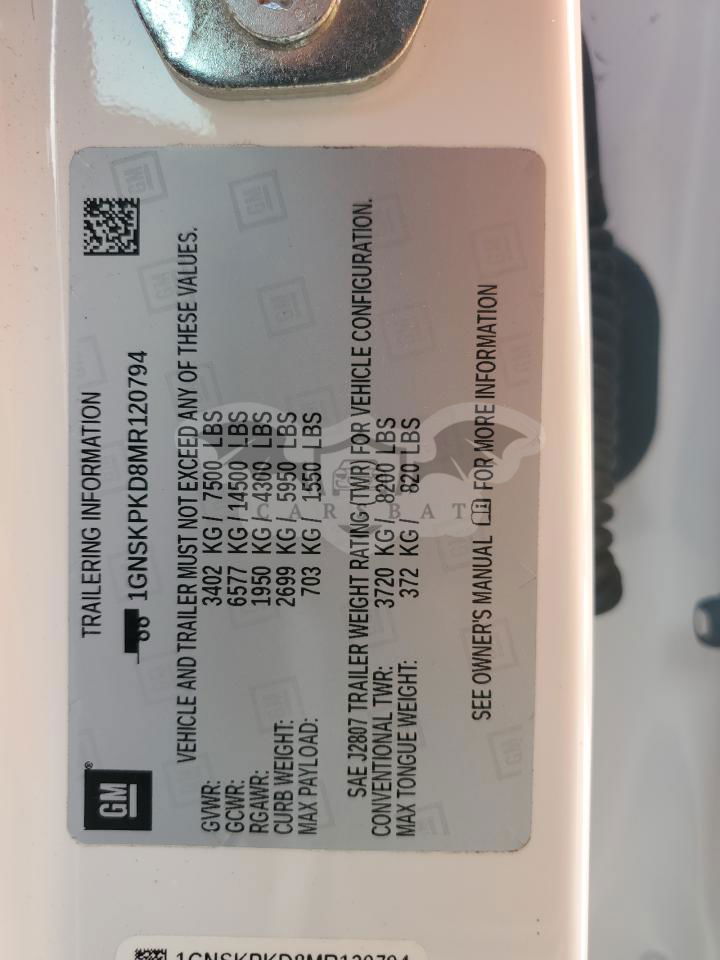 TRAILERING INFORMATION
1GNSKPKD8MR120794
VEHICLE AND TRAILER MUST NOT EXCEED ANY OF THESE VALUES.
GVWR: 3402 KG / 7500 LBS
GCWR: 6577 KG / 14500 LBS
RGAWR: 1950 KG / 4300 LBS
CURB WEIGHT: 2699 KG / 5950 LBS
MAX PAYLOAD: 703 KG / 1550 LBS
SAE J2807 TRAILER WEIGHT RATING (TWR) FOR VEHICLE CONFIGURATION.
CONVENTIONAL TWR: 3720 KG / 8200 LBS
MAX TONGUE WEIGHT: 372 KG / 820 LBS
SEE OWNER'S MANUAL FOR MORE INFORMATION
GM
CARSBAT
1GNSKPKD8MR120794